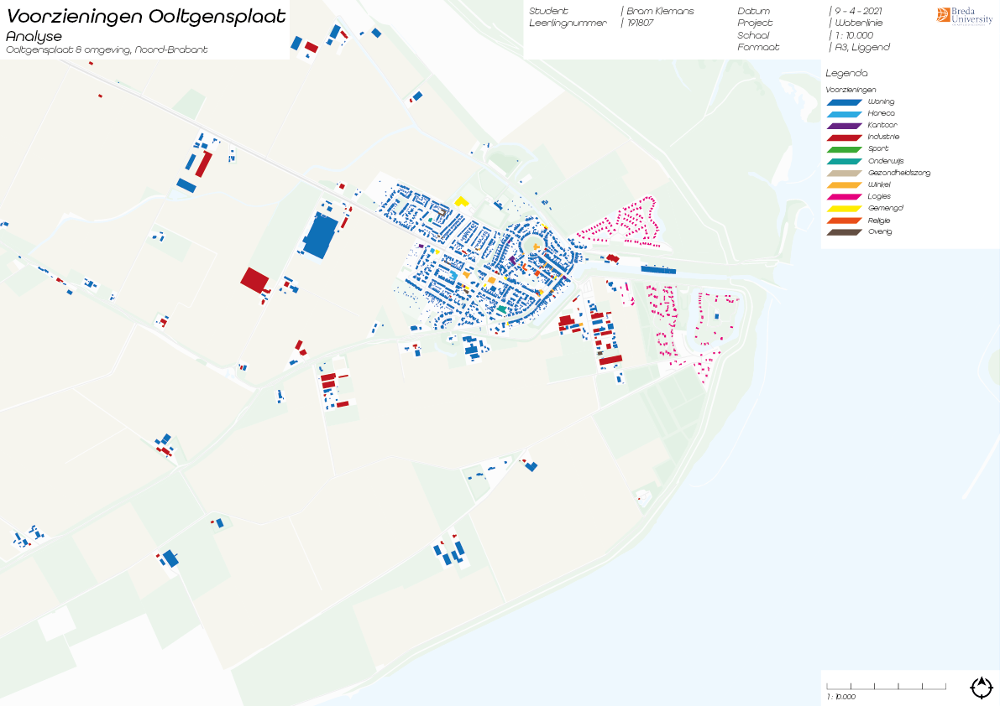 Voorzieningen Ooltgensplaat
Analyse
Ooltgensplaat & omgeving, Noord-Brabant
Student | Bram Klemans
Leerlingnummer | 191807
Datum | 9 - 4 - 2021
Project | Waterlinie
Schaal | 1 : 10.000
Formaat | A3, Liggend
Breda
University
Legenda
Voorzieningen
Woning
Horeca
Kantoor
Industrie
Sport
Onderwijs
Gezondheidszorg
Winkel
Logies
Gemengd
Religie
Overig
1 : 10.000